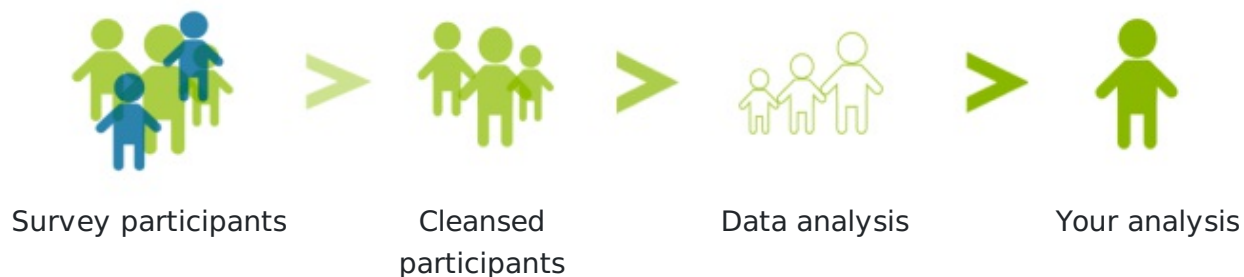 Survey participants
Cleansed
participants
Data analysis
Your analysis